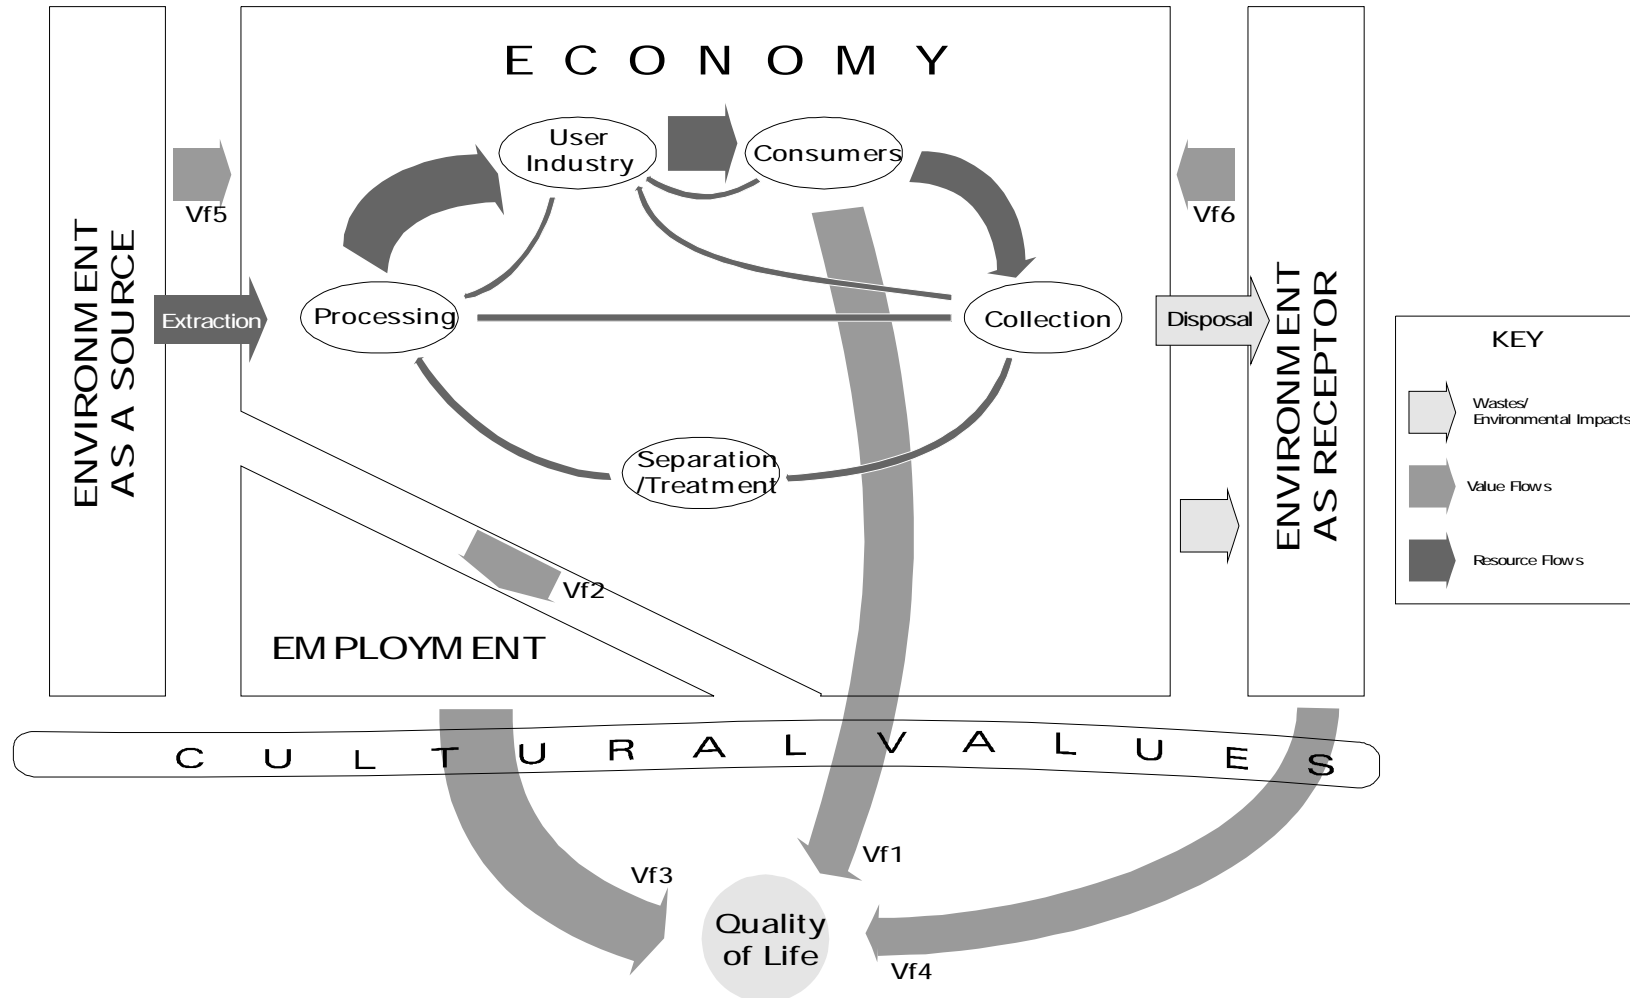 ECONOMY
User
Industry
Consumers
Vf5
Vf6
ENVIRONMENT
AS A SOURCE
Extraction
Processing
Collection
Disposal
ENVIRONMENT
AS RECEPTOR
KEY
Wastes/
Environmental Impacts
Value Flows
Resource Flows
Separation
/Treatment
Vf2
EMPLOYMENT
CULTURAL VALUES
Vf1
Vf3
Quality
of Life
Vf4